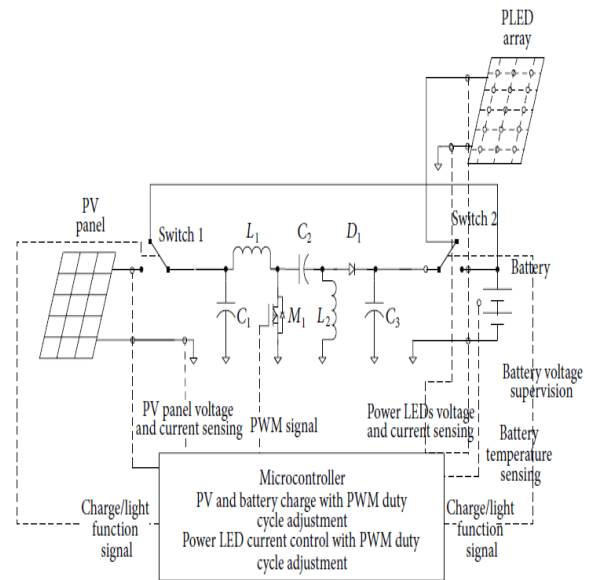 PLED
array
PV
panel
Switch 1
L1
C2
D1
Switch 2
Battery
C1
M1
L2
C3
PV panel voltage
and current sensing
PWM signal
Power LEDs voltage
and current sensing
Battery voltage
supervision
Battery
temperature
sensing
Charge/light
function
signal
Microcontroller
PV and battery charge with PWM duty
cycle adjustment
Power LED current control with PWM duty
cycle adjustment
Charge/light
function
signal